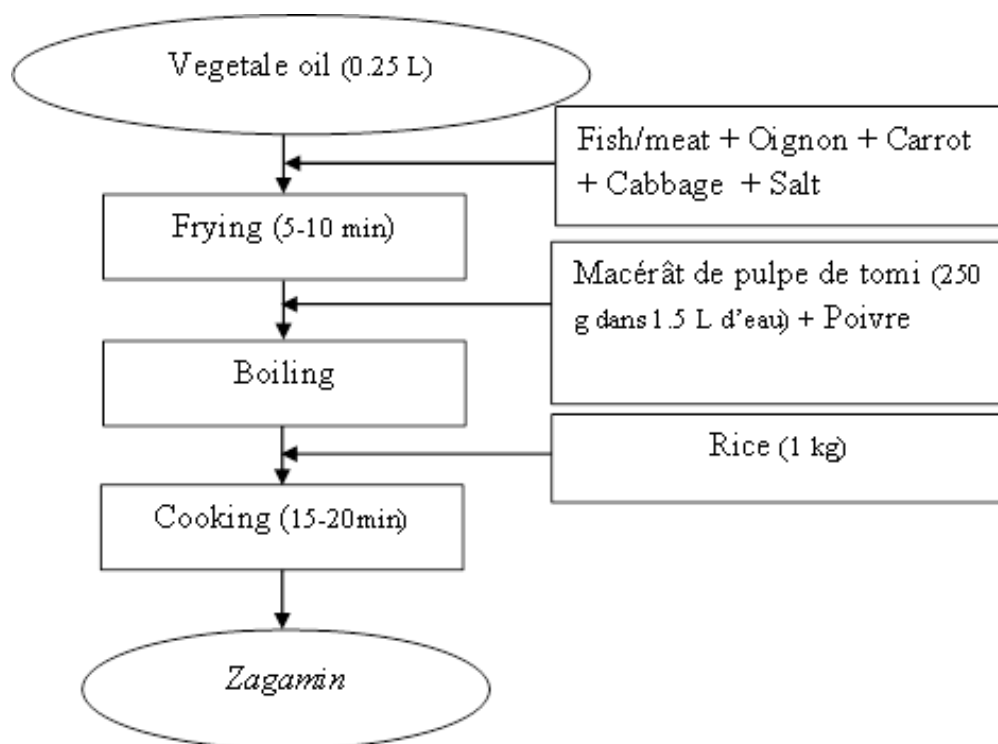 Vegetale oil (0.25 L)
Fish/meat + Oignon + Carrot
+ Cabbage + Salt
Frying (5-10 min)
Macérât de pulpe de tomi (250
g dans 1.5 L d'eau) + Poivre
Boiling
Rice (1 kg)
Cooking (15-20min)
Zagamin